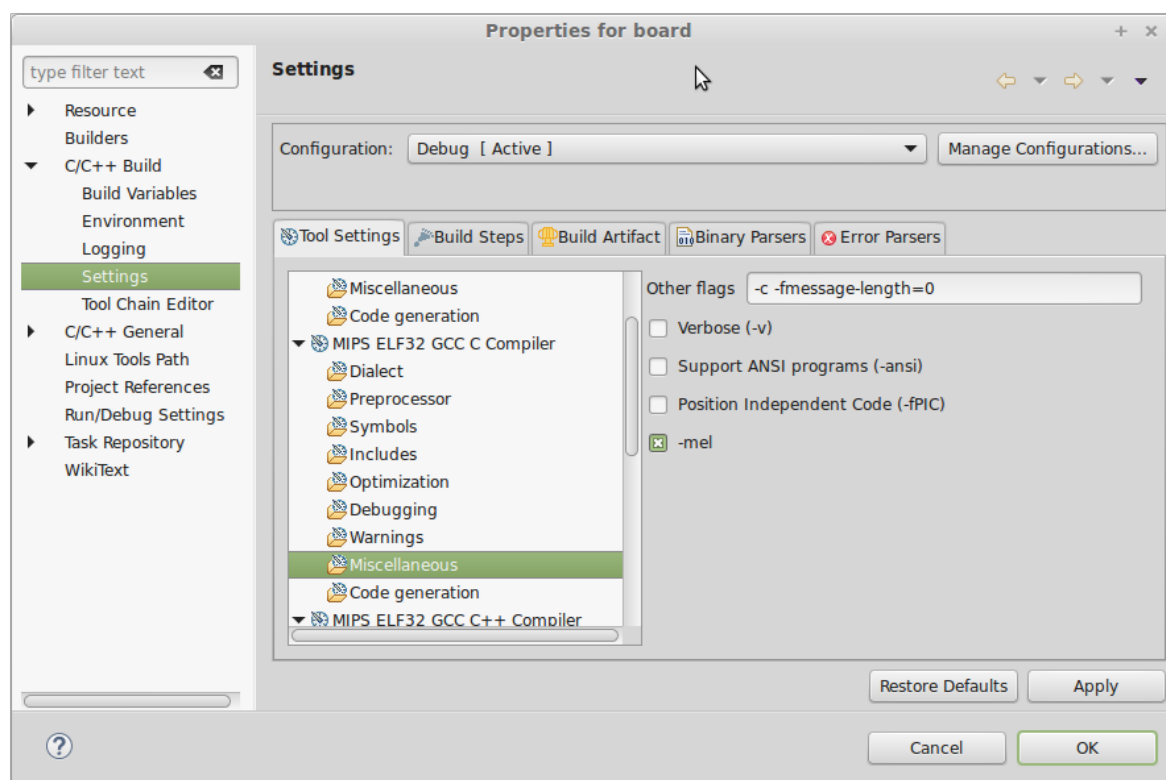 Properties for board
type filter text
Resource
Builders
C/C++ Build
Build Variables
Environment
Logging
Settings
Tool Chain Editor
C/C++ General
Linux Tools Path
Project References
Run/Debug Settings
Task Repository
WikiText
Settings
Configuration: Debug [ Active ] Manage Configurations...
Tool Settings Build Steps Build Artifact Binary Parsers Error Parsers
Miscellaneous
Code generation
MIPS ELF32 GCC C Compiler
Dialect
Preprocessor
Symbols
Includes
Optimization
Debugging
Warnings
Miscellaneous
Code generation
MIPS ELF32 GCC C++ Compiler
Other flags -c -fmessage-length=0
Verbose (-v)
Support ANSI programs (-ansi)
Position Independent Code (-fPIC)
-mel
Restore Defaults Apply
Cancel OK